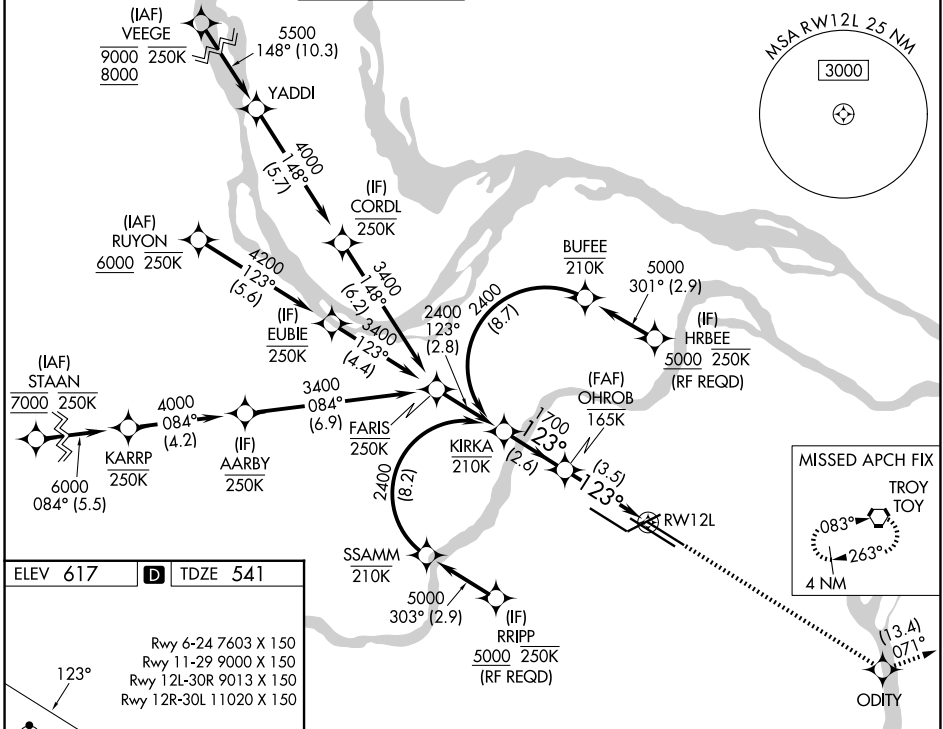 (IAF)
VEEGE
9000 250K
8000
5500
148° (10.3)
YADDI
4000
148°
(5.7)
MSA RW12L 25 NM
3000
(IF)
CORDL
250K
(IAF)
RUYON
6000 250K
4200
123°
(5.6)
3400
148°
(6.2)
BUFEE
210K
5000
301° (2.9)
2400
(8.7)
(IF)
HRBEE
5000 250K
(RF REQD)
(IF)
EUBIE
250K
3400
123°
(4.4)
2400
123°
(2.8)
(IAF)
STAAN
7000 250K
6000
084° (5.5)
KARRP
250K
4000
084°
(4.2)
(IF)
AARBY
250K
3400
084°
(6.9)
FARIS
250K
KIRKA
210K
(FAF)
OHROB
165K
1700
123°
(2.6)
(3.5)
123°
RW12L
2400
(8.2)
SSAMM
210K
5000
303° (2.9)
(IF)
RRIPP
5000 250K
(RF REQD)
MISSED APCH FIX
TROY
TOY
083°
263°
4 NM
(13.4)
071°
ODITY
ELEV 617
D
TDZE 541
Rwy 6-24 7603 X 150
Rwy 11-29 9000 X 150
Rwy 12L-30R 9013 X 150
Rwy 12R-30L 11020 X 150
123°